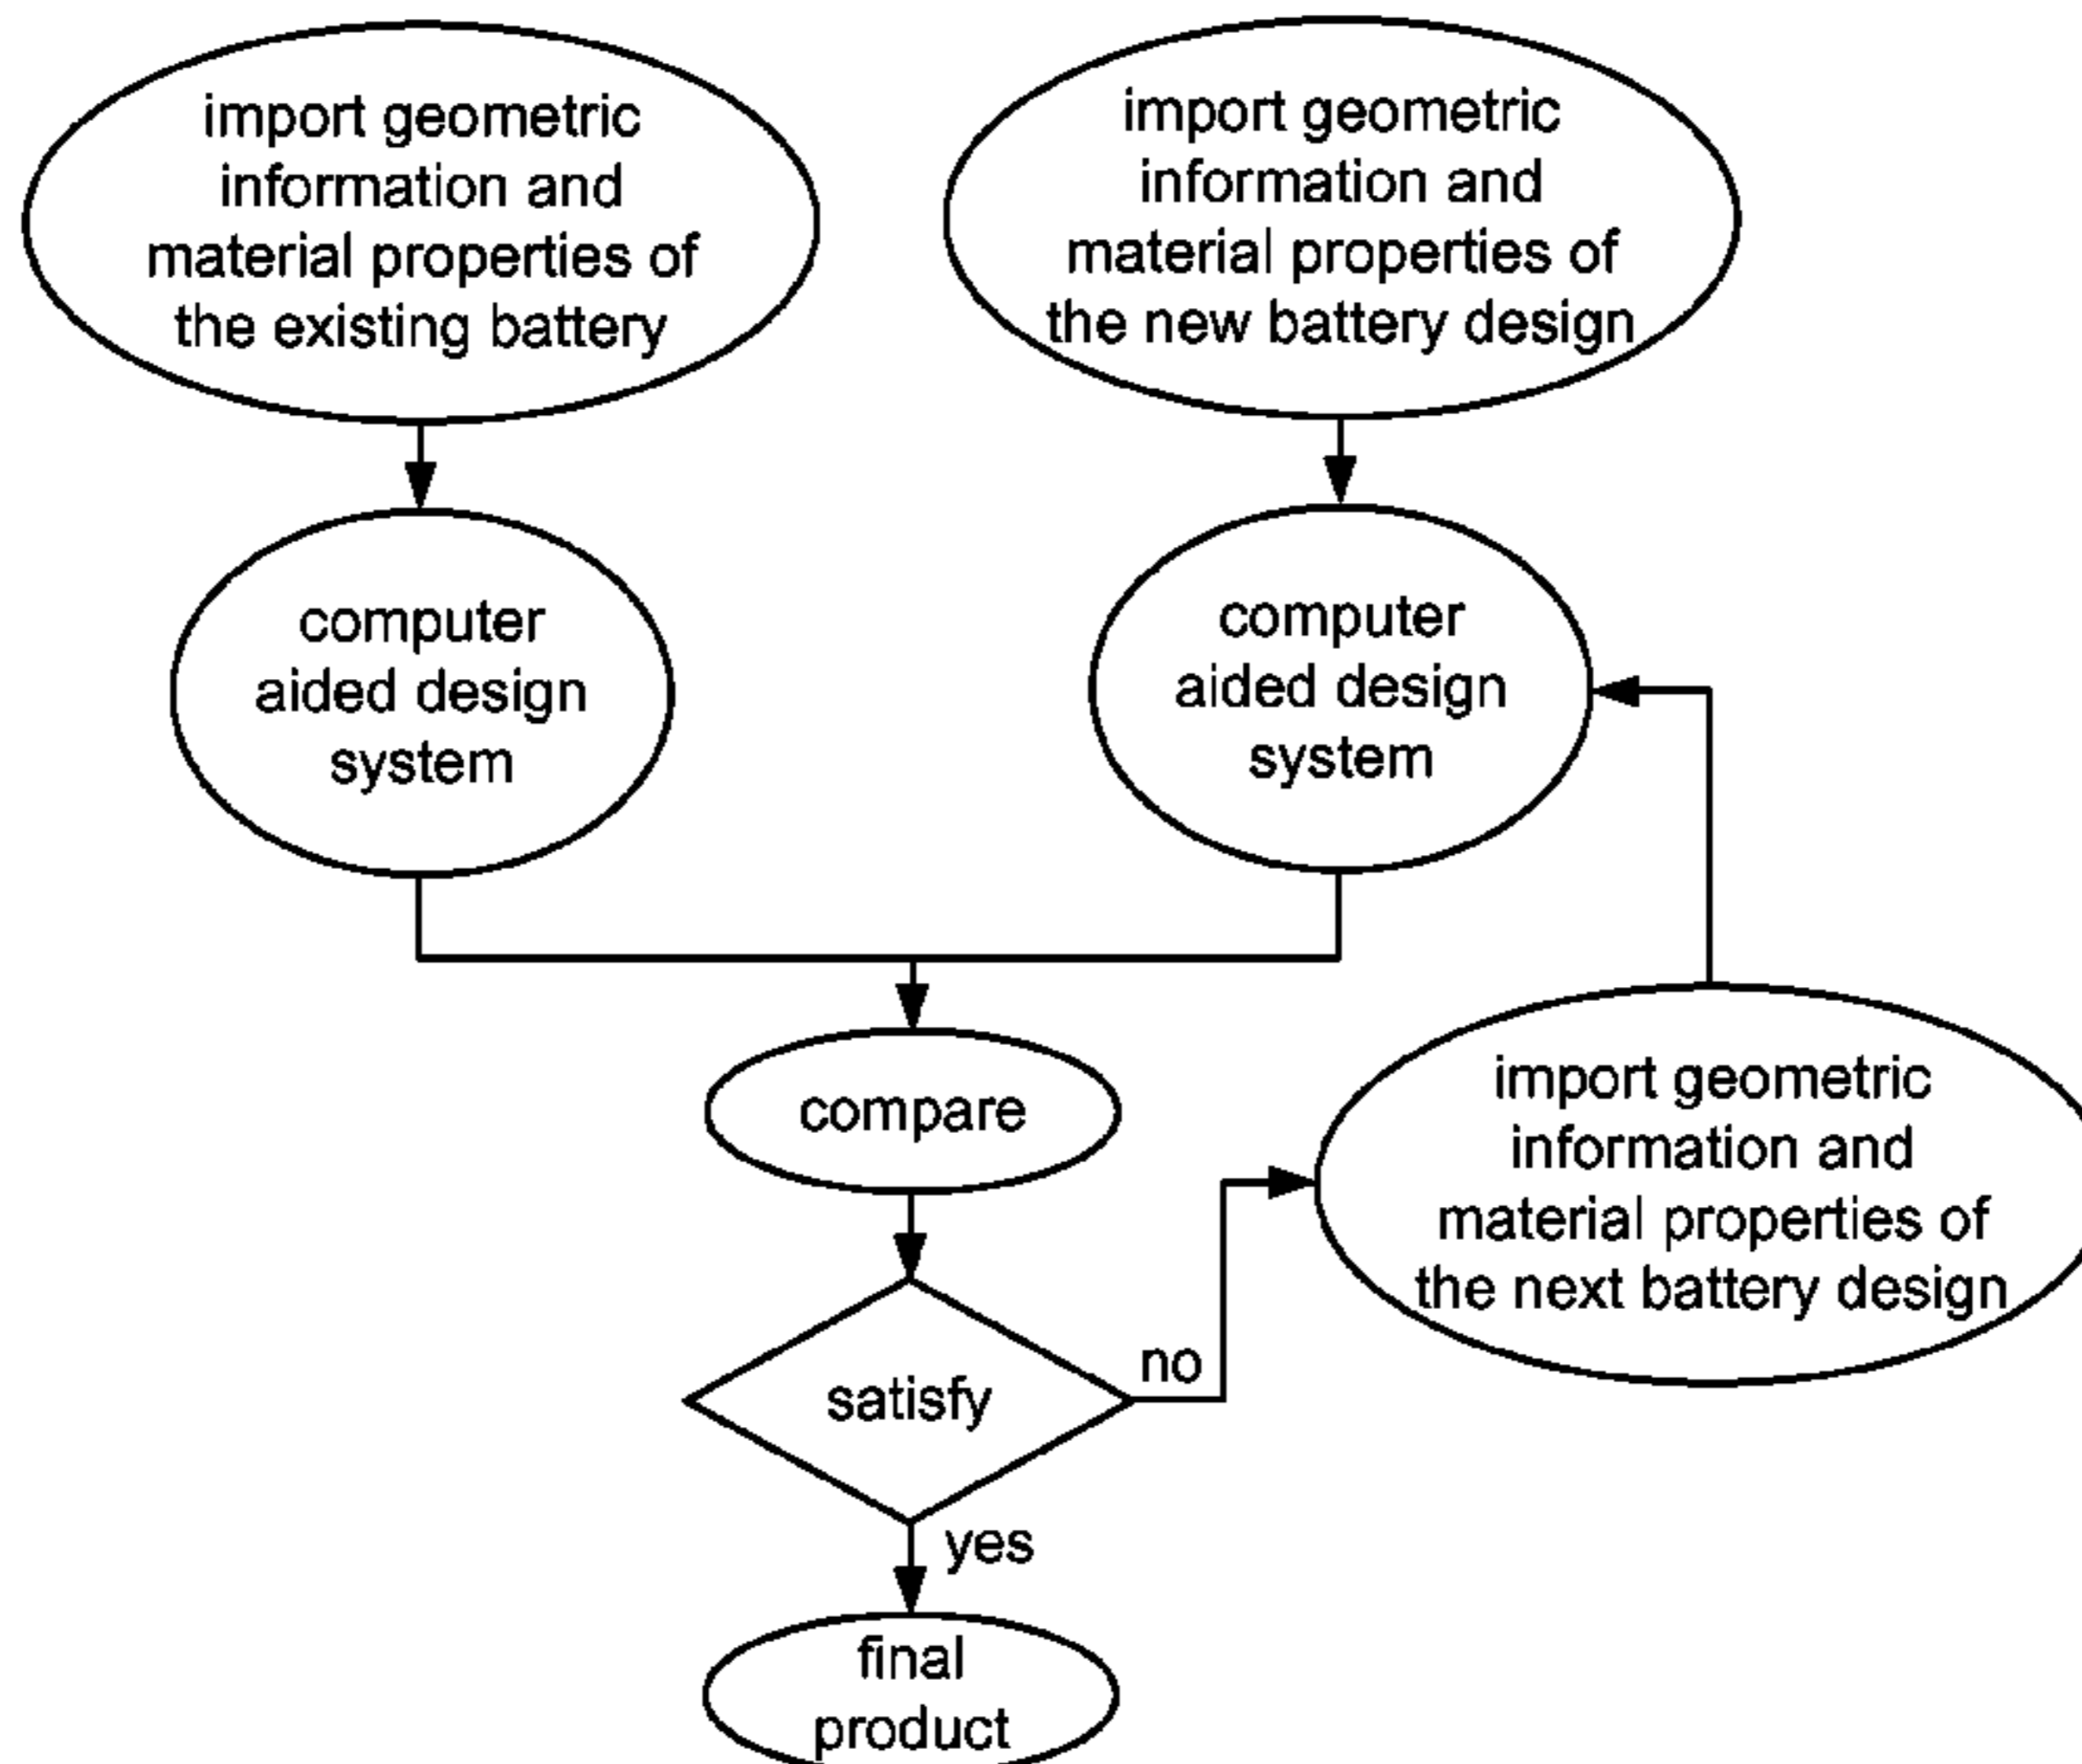 import geometric
information and
material properties of
the existing battery
import geometric
information and
material properties of
the new battery design
computer
aided design
system
computer
aided design
system
compare
import geometric
information and
material properties of
the next battery design
satisfy
no
yes
final
product